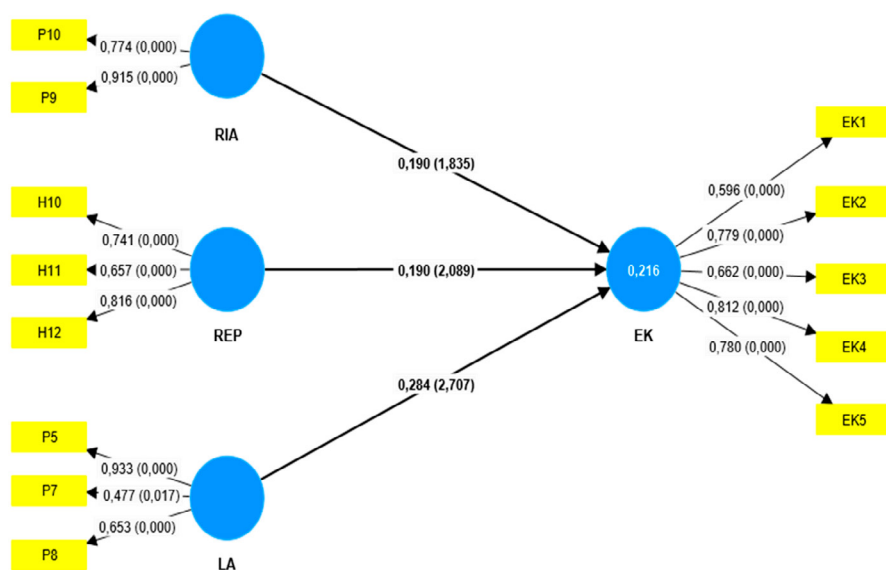 P10
0,774 (0,000)
0,915 (0,000)
P9
RIA
0,190 (1,835)
H10
0,741 (0,000)
H11
0,657 (0,000)
0,816 (0,000)
H12
REP
0,190 (2,089)
P5
0,933 (0,000)
P7
0,477 (0,017)
0,653 (0,000)
P8
LA
0,284 (2,707)
0,216
EK
EK1
0,596 (0,000)
EK2
0,779 (0,000)
0,662 (0,000)
EK3
0,812 (0,000)
EK4
0,780 (0,000)
EK5